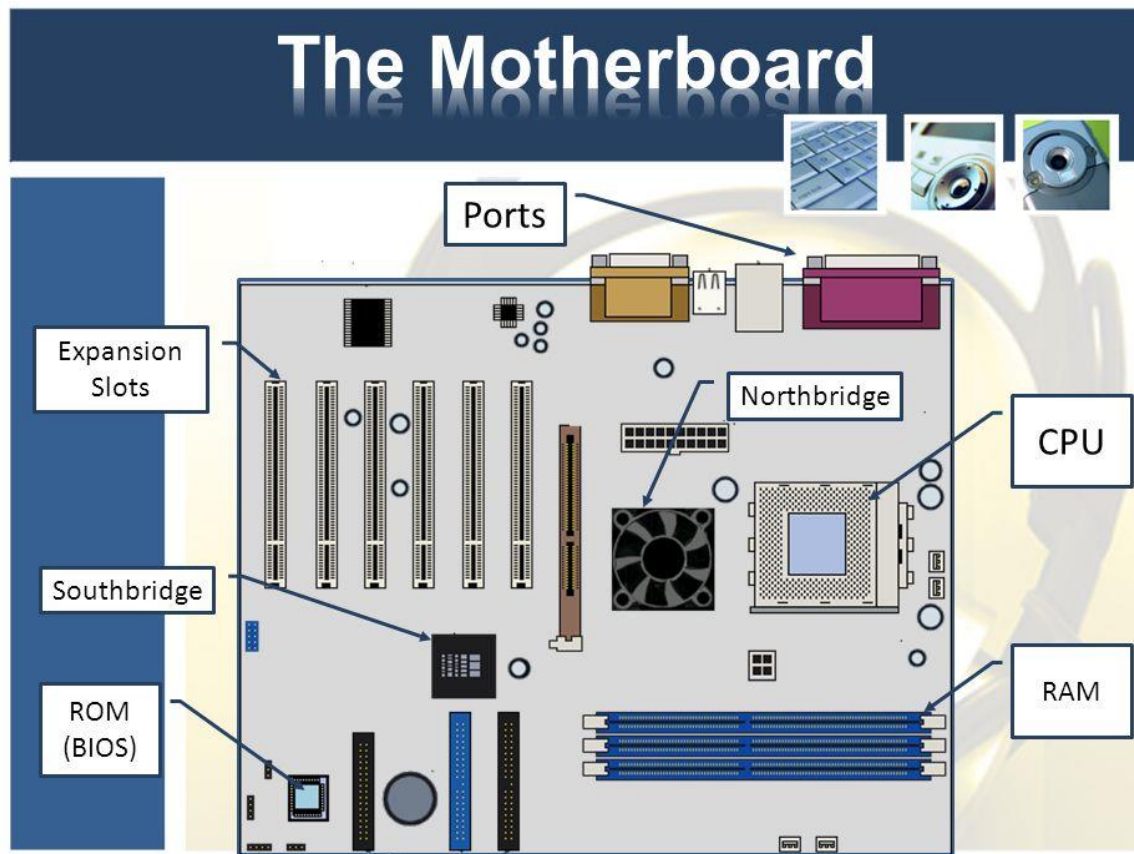 The Motherboard
Ports
Expansion
Slots
Northbridge
CPU
Southbridge
ROM
(BIOS)
RAM